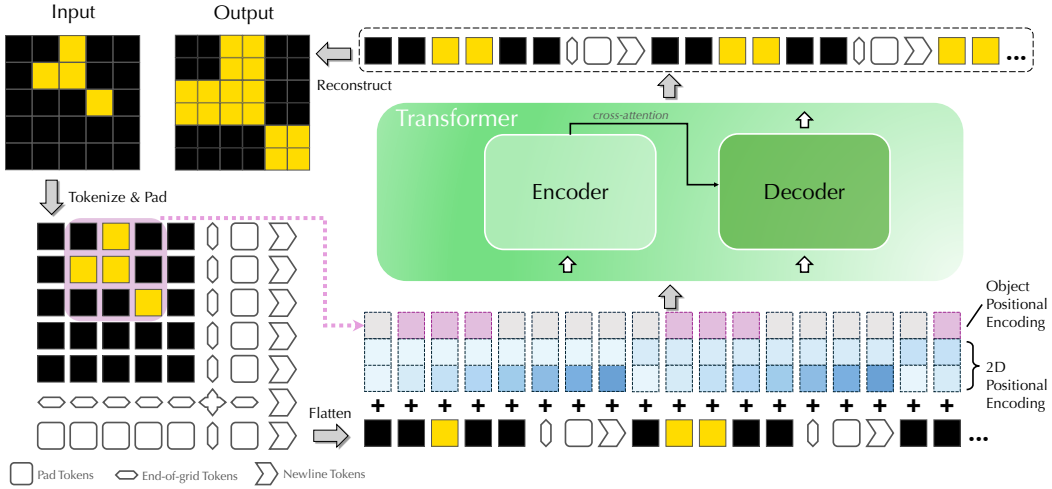 Input
Output
Reconstruct
...
Transformer
cross-attention
Encoder
Decoder
Tokenize & Pad
Object
Positional
Encoding
2D
Positional
Encoding
+ + + + + + + + + + + + + + + + + +
Flatten
...
Pad Tokens
End-of-grid Tokens
Newline Tokens